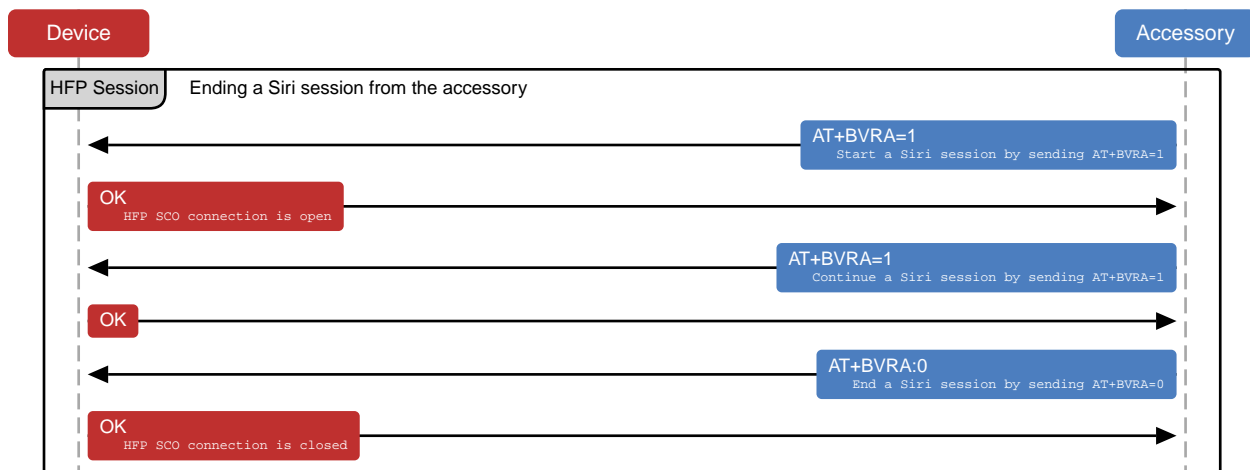 Device
Accessory
HFP Session
Ending a Siri session from the accessory
AT+BVRA=1
Start a Siri session by sending AT+BVRA=1
OK
HFP SCO connection is open
AT+BVRA=1
Continue a Siri session by sending AT+BVRA=1
OK
AT+BVRA:0
End a Siri session by sending AT+BVRA=0
OK
HFP SCO connection is closed